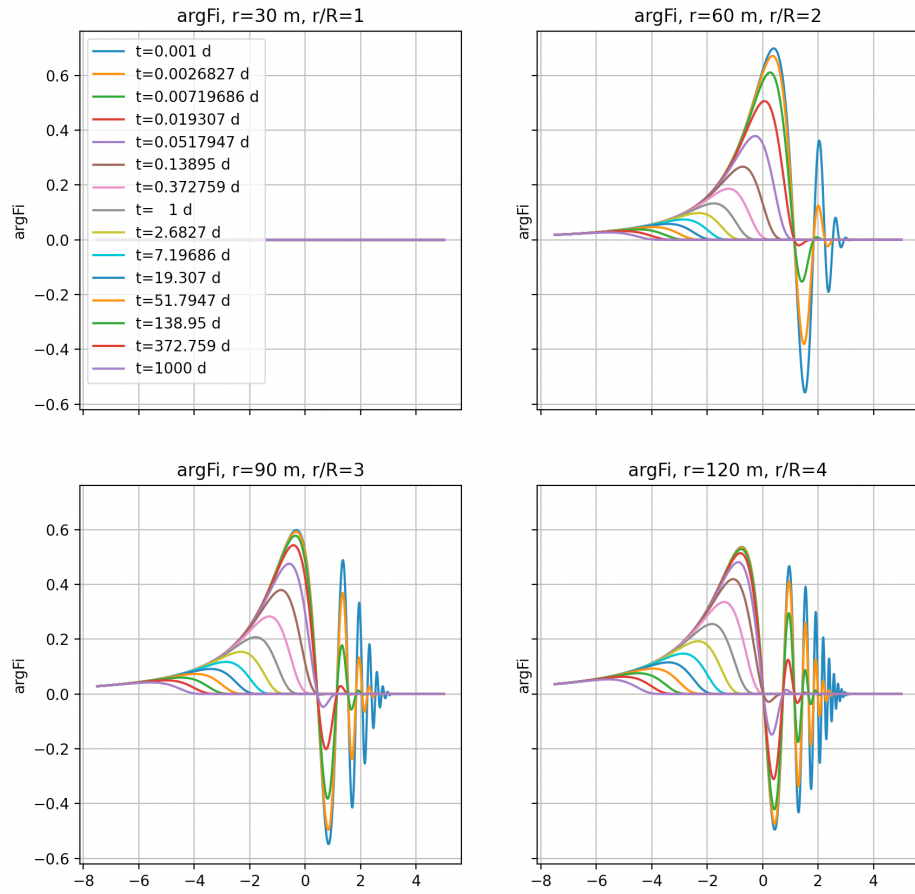 argFi, r=30 m, r/R=1
argFi, r=60 m, r/R=2
0.6
0.4
0.2
0.0
−0.2
−0.4
−0.6
argFi
t=0.001 d
t=0.0026827 d
t=0.00719686 d
t=0.019307 d
t=0.0517947 d
t=0.13895 d
t=0.372759 d
t=   1 d
t=2.6827 d
t=7.19686 d
t=19.307 d
t=51.7947 d
t=138.95 d
t=372.759 d
t=1000 d
argFi
argFi, r=90 m, r/R=3
argFi, r=120 m, r/R=4
0.6
0.4
0.2
0.0
−0.2
−0.4
−0.6
argFi
argFi
−8 −6 −4 −2 0 2 4
−8 −6 −4 −2 0 2 4